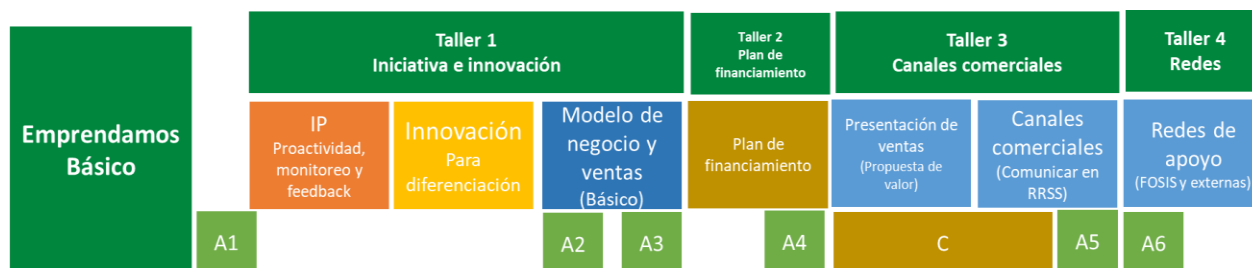 Emprendamos
Básico
Taller 1
Iniciativa e innovación
Taller 2
Plan de
financiamiento
Taller 3
Canales comerciales
Taller 4
Redes
IP
Proactividad,
monitoreo y
feedback
Innovación
Para
diferenciación
Modelo de
negocio y
ventas
(Básico)
Plan de
financiamiento
Presentación de
ventas
(Propuesta de
valor)
Canales
comerciales
(Comunicar en
RRSS)
Redes de
apoyo
(FOSIS y externas)
A1
A2
A3
A4
C
A5
A6